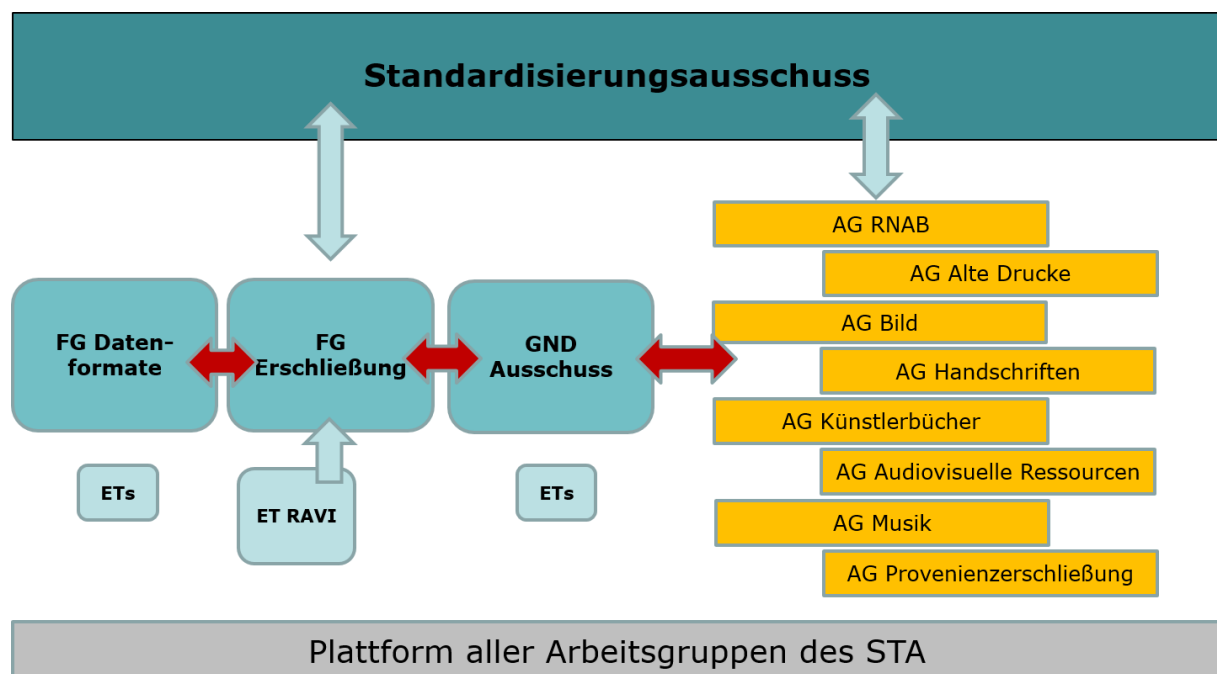 Standardisierungsausschuss
FG Daten-
formate
FG
Erschließung
GND
Ausschuss
ETs
ET RAVI
ETs
AG RNAB
AG Alte Drucke
AG Bild
AG Handschriften
AG Künstlerbücher
AG Audiovisuelle Ressourcen
AG Musik
AG Provenienzerschließung
Plattform aller Arbeitsgruppen des STA